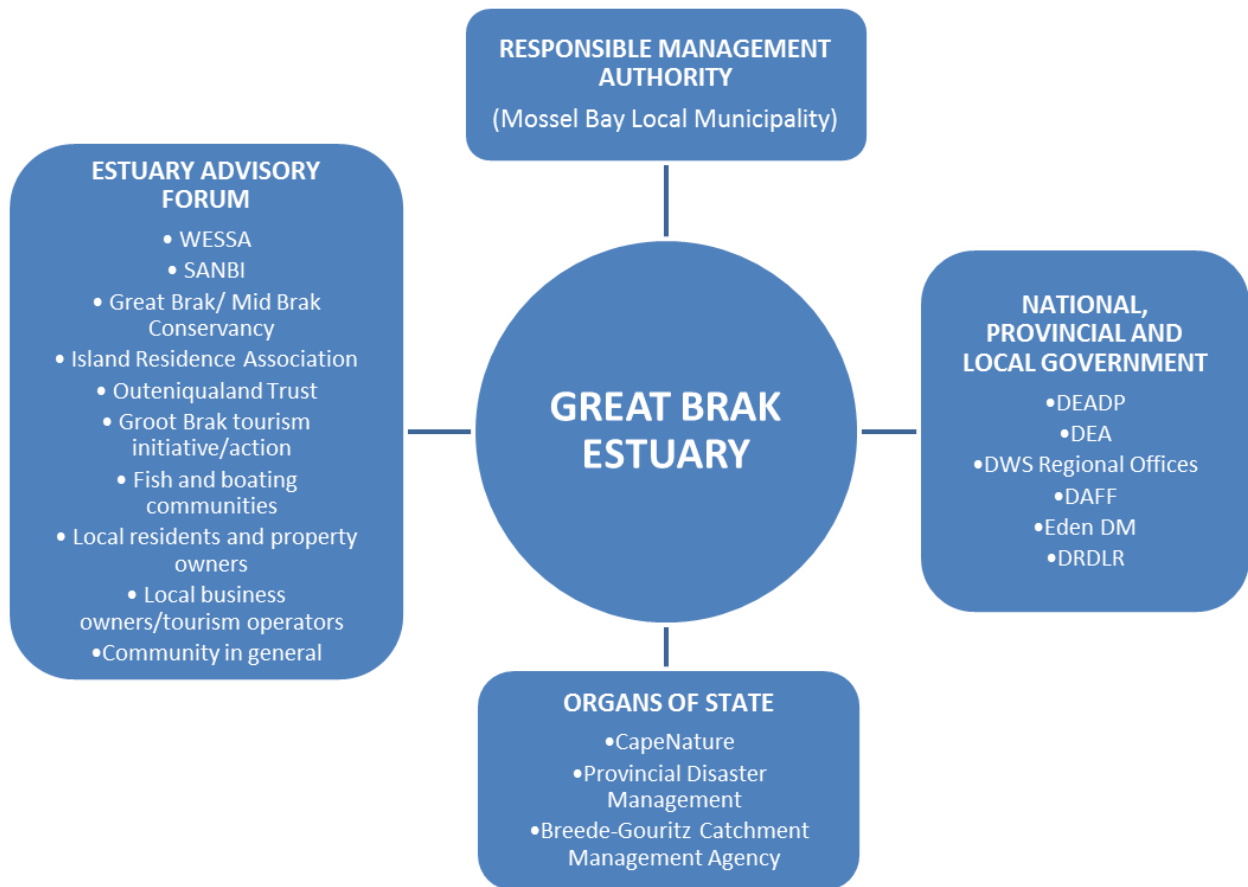 RESPONSIBLE MANAGEMENT
AUTHORITY
(Mossel Bay Local Municipality)
ESTUARY ADVISORY
FORUM
• WESSA
• SANBI
• Great Brak/ Mid Brak
Conservancy
• Island Residence Association
• Outeniqualand Trust
• Groot Brak tourism
initiative/action
• Fish and boating
communities
• Local residents and property
owners
• Local business
owners/tourism operators
•Community in general
GREAT BRAK
ESTUARY
NATIONAL,
PROVINCIAL AND
LOCAL GOVERNMENT
•DEADP
•DEA
•DWS Regional Offices
•DAFF
•Eden DM
•DRDLR
ORGANS OF STATE
•CapeNature
•Provincial Disaster
Management
•Breede-Gouritz Catchment
Management Agency